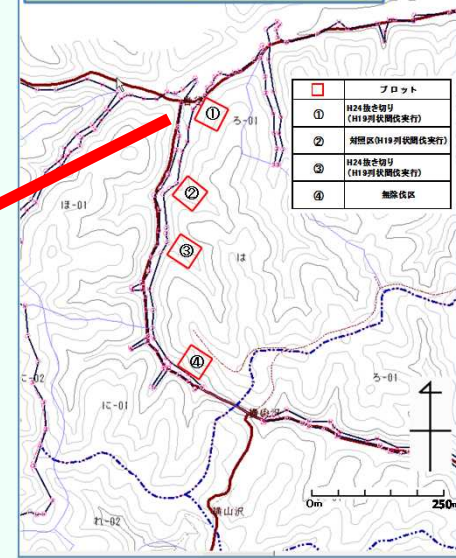 プロット
① H24抜き切り
(H19列状間伐実行)
② 対照区(H19列状間伐実行)
③ H24抜き切り
(H19列状間伐実行)
④ 無除伐区
①
ろ-01
②
ほ-01
③
は
④
ろ-01
に-01
横山沢
れ-02
0m
250m